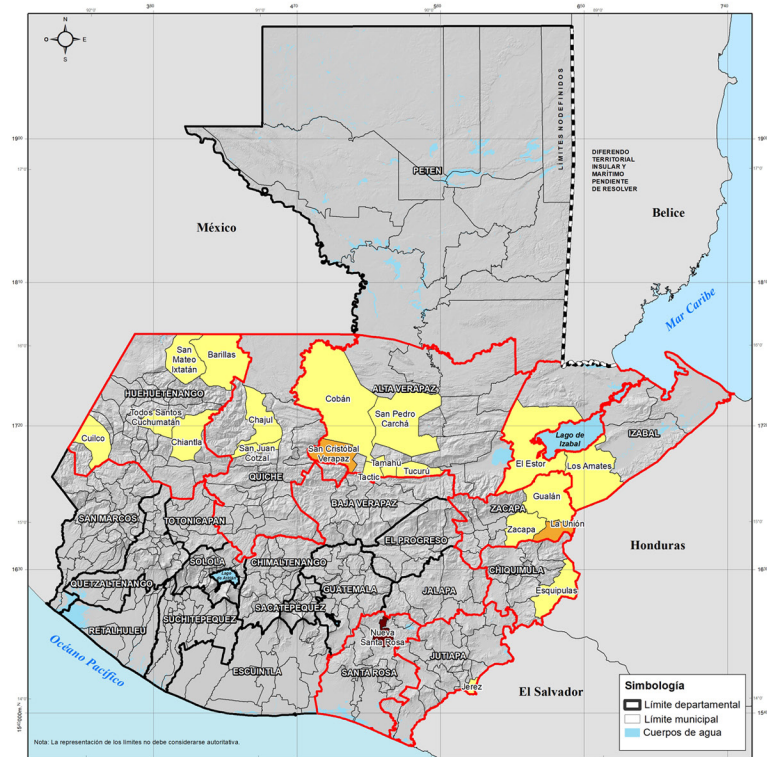 N
O
E
S
LÍMITES NO DEFINIDOS
DIFERENDO
TERRITORIAL
INSULAR Y
MARÍTIMO
PENDIENTE
DE RESOLVER
PETEN
México
Belice
Mar Caribe
San
Mateo
Ixtatán
Barillas
HUEHUETENANGO
Todos Santos
Cuchumatán
Cuilco
Chiantla
Chajul
San Juan
Cotzal
QUICHE
Cobán
ALTA VERAPAZ
San Pedro
Carchá
San Cristóbal
Verapaz
Tamahú
Tactic
Tucurú
El Estor
Lago de
Izabal
IZABAL
Los Amates
Gualán
BAJA VERAPAZ
ZACAPA
Zacapa
La Unión
SAN MARCOS
TOTONICAPAN
EL PROGRESO
Honduras
SOLOLA
CHIMALTENANGO
CHIQUIMULA
QUETZALTENANGO
GUATEMALA
JALAPA
Esquipulas
SACATEPEQUEZ
SUCHITEPEQUEZ
RETALHULEU
Nueva
Santa Rosa
JUTIAPA
Océano Pacífico
ESCUINTLA
SANTA ROSA
Jerez
El Salvador
Simbología
Límite departamental
Límite municipal
Cuerpos de agua
Nota: La representación de los límites no debe considerarse autoritativa.